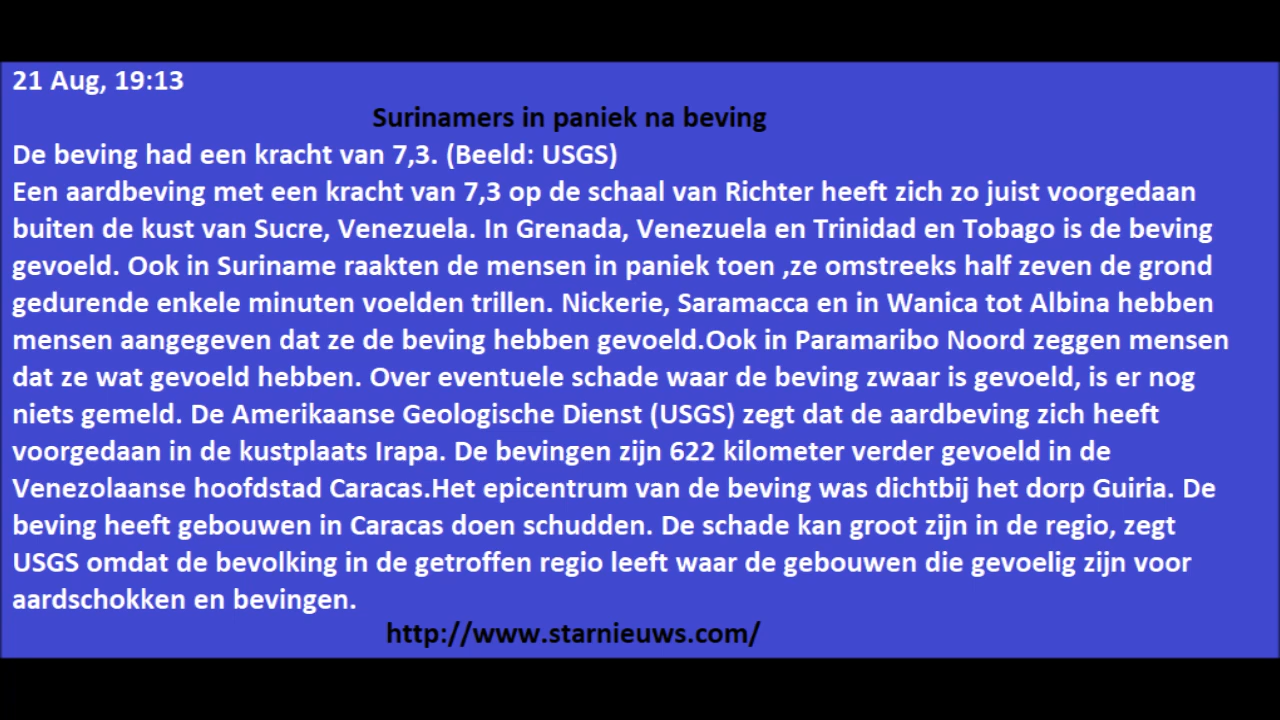 21 Aug, 19:13
Surinamers in paniek na beving
De beving had een kracht van 7,3. (Beeld: USGS)
Een aardbeving met een kracht van 7,3 op de schaal van Richter heeft zich zo juist voorgedaan
buiten de kust van Sucre, Venezuela. In Grenada, Venezuela en Trinidad en Tobago is de beving
gevoeld. Ook in Suriname raakten de mensen in paniek toen ,ze omstreeks half zeven de grond
gedurende enkele minuten voelden trillen. Nickerie, Saramacca en in Wanica tot Albina hebben
mensen aangegeven dat ze de beving hebben gevoeld.Ook in Paramaribo Noord zeggen mensen
dat ze wat gevoeld hebben. Over eventuele schade waar de beving zwaar is gevoeld, is er nog
niets gemeld. De Amerikaanse Geologische Dienst (USGS) zegt dat de aardbeving zich heeft
voorgedaan in de kustplaats Irapa. De bevingen zijn 622 kilometer verder gevoeld in de
Venezolaanse hoofdstad Caracas.Het epicentrum van de beving was dichtbij het dorp Guiria. De
beving heeft gebouwen in Caracas doen schudden. De schade kan groot zijn in de regio, zegt
USGS omdat de bevolking in de getroffen regio leeft waar de gebouwen die gevoelig zijn voor
aardschokken en bevingen.
http://www.starnieuws.com/